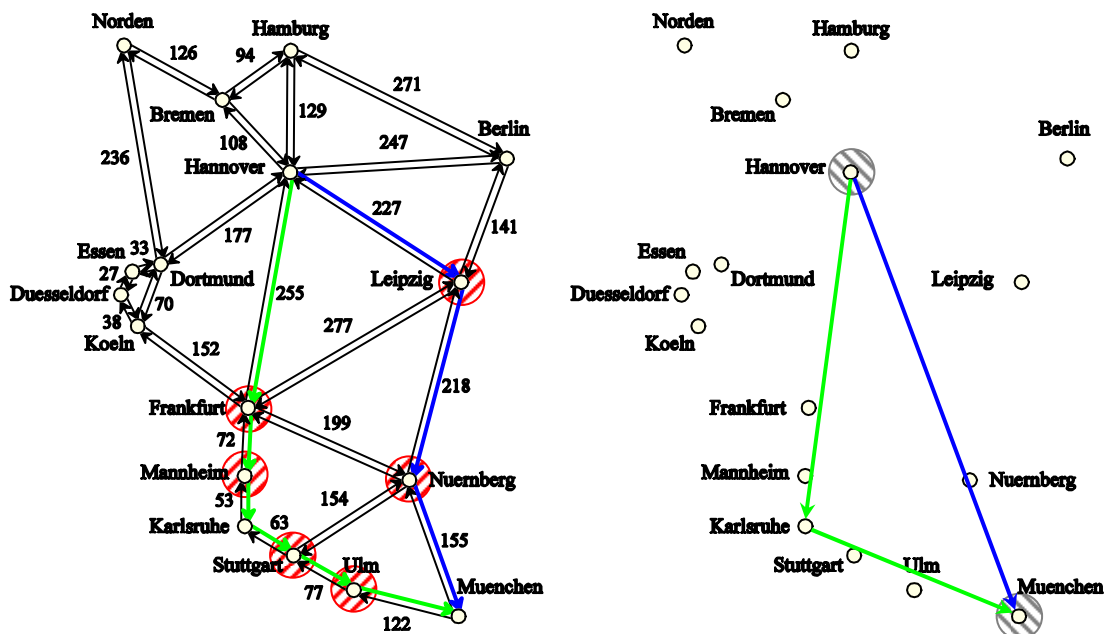 Norden
Hamburg
126
94
271
Bremen
129
Berlin
108
247
236
Hannover
227
177
141
Essen
33
27
Dortmund
Leipzig
Duesseldorf
70
255
38
277
Koeln
152
218
Frankfurt
199
72
Mannheim
Nuernberg
53
154
Karlsruhe
63
155
Stuttgart
Ulm
77
Muenchen
122
Norden
Hamburg
Bremen
Berlin
Hannover
Essen
Dortmund
Leipzig
Duesseldorf
Koeln
Frankfurt
Mannheim
Nuernberg
Karlsruhe
Stuttgart
Ulm
Muenchen